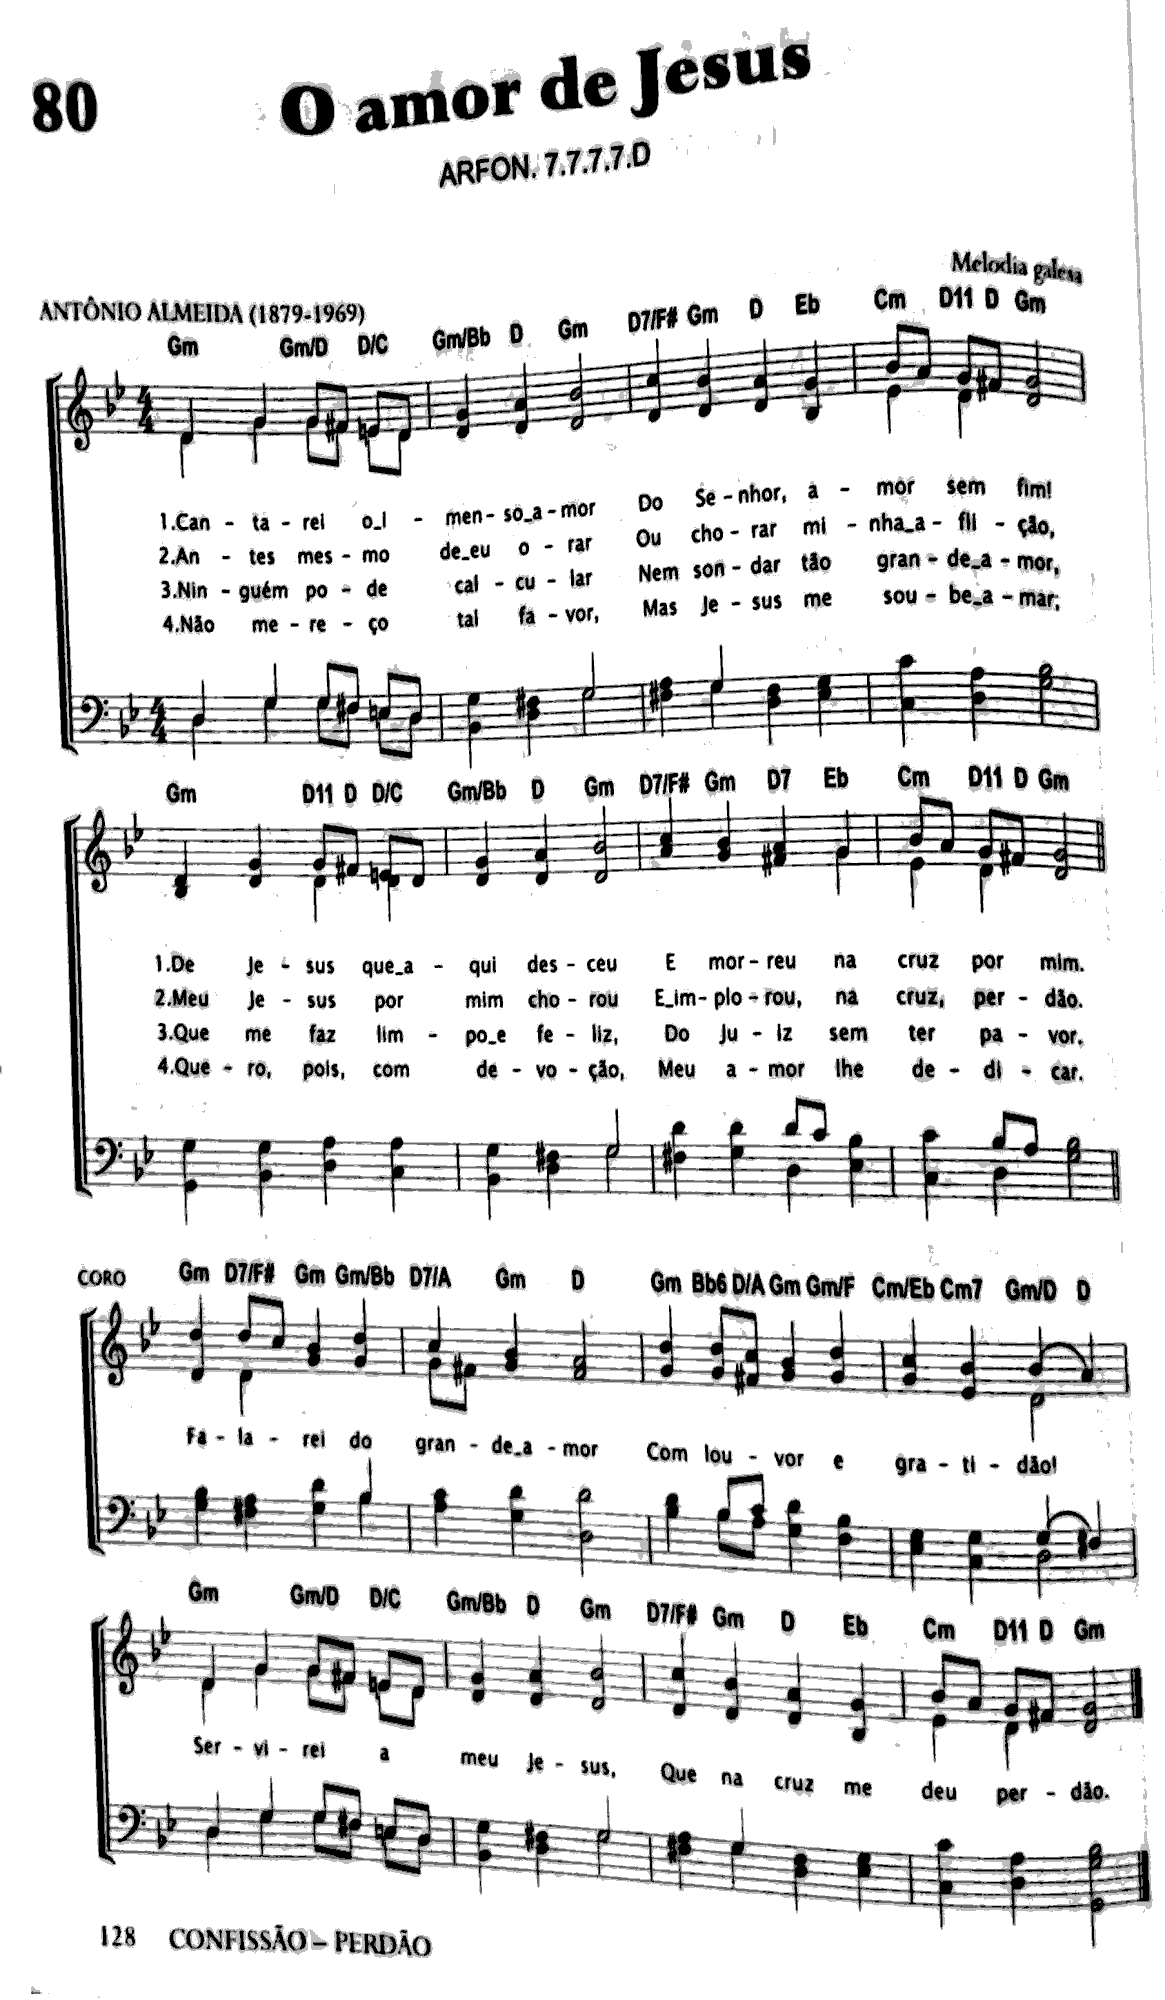 80 O amor de Jesus
ARFON. 7.7.7.7.D
Melodia galesa
ANTÔNIO ALMEIDA (1879-1969)
Gm Gm/D D/C Gm/Bb D Gm D7/F# Gm D Eb Cm D11 D Gm
1.Can - ta - rei o_i - men - so_a - mor Do Se - nhor, a - mor sem fim!
2.An - tes mes - mo de_eu o - rar Ou cho - rar mi - nha_a - fli - ção,
3.Nin - guém po - de cal - cu - lar Nem son - dar tão gran - de_a - mor,
4.Não me - re - ço tal fa - vor, Mas Je - sus me sou - be_a - mar;
Gm D11 D D/C Gm/Bb D Gm D7/F# Gm D7 Eb Cm D11 D Gm
1.De Je - sus que_a - qui des - ceu E mor - reu na cruz por mim.
2.Meu Je - sus por mim cho - rou E_im - plo - rou, na cruz, per - dão.
3.Que me faz lim - po_e fe - liz, Do Ju - iz sem ter pa - vor.
4.Que - ro, pois, com de - vo - ção, Meu a - mor lhe de - di - car.
CORO Gm D7/F# Gm Gm/Bb D7/A Gm D Gm Bb6 D/A Gm Gm/F Cm/Eb Cm7 Gm/D D
Fa - la - rei do gran - de_a - mor Com lou - vor e gra - ti - dão!
Gm Gm/D D/C Gm/Bb D Gm D7/F# Gm D Eb Cm D11 D Gm
Ser - vi - rei a meu Je - sus, Que na cruz me deu per - dão.
128 CONFISSÃO – PERDÃO